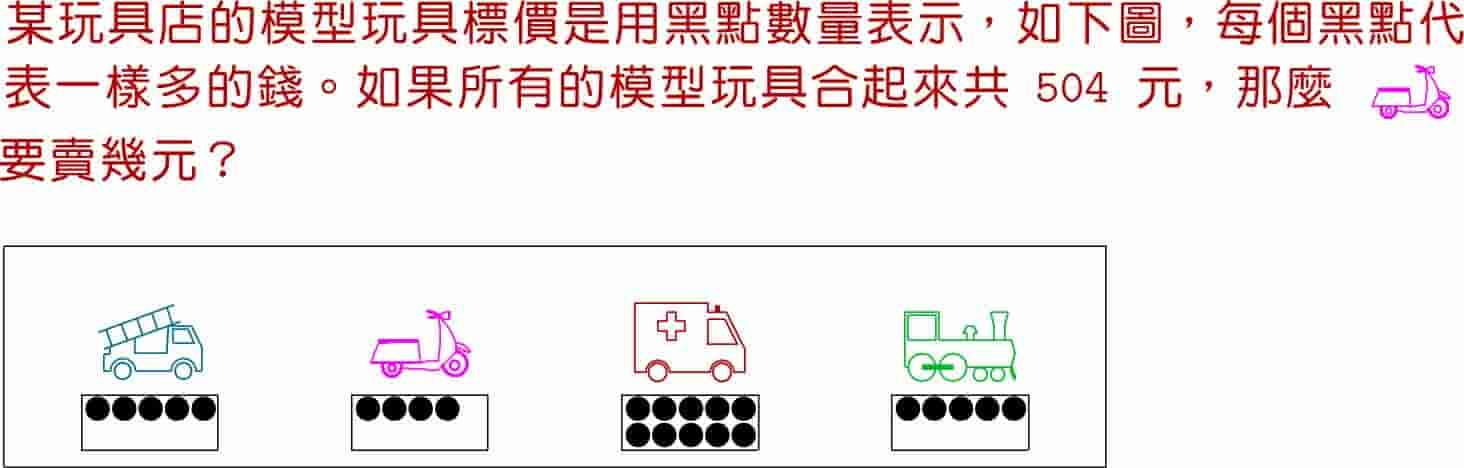 某玩具店的模型玩具標價是用黑點數量表示，如下圖，每個黑點代
表一樣多的錢。如果所有的模型玩具合起來共 504 元，那麼
要賣幾元？